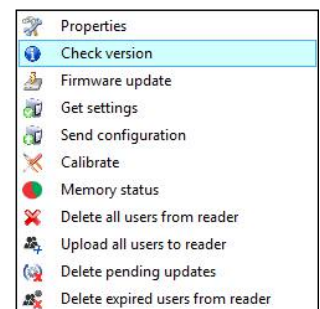 Properties
Check version
Firmware update
Get settings
Send configuration
Calibrate
Memory status
Delete all users from reader
Upload all users to reader
Delete pending updates
Delete expired users from reader